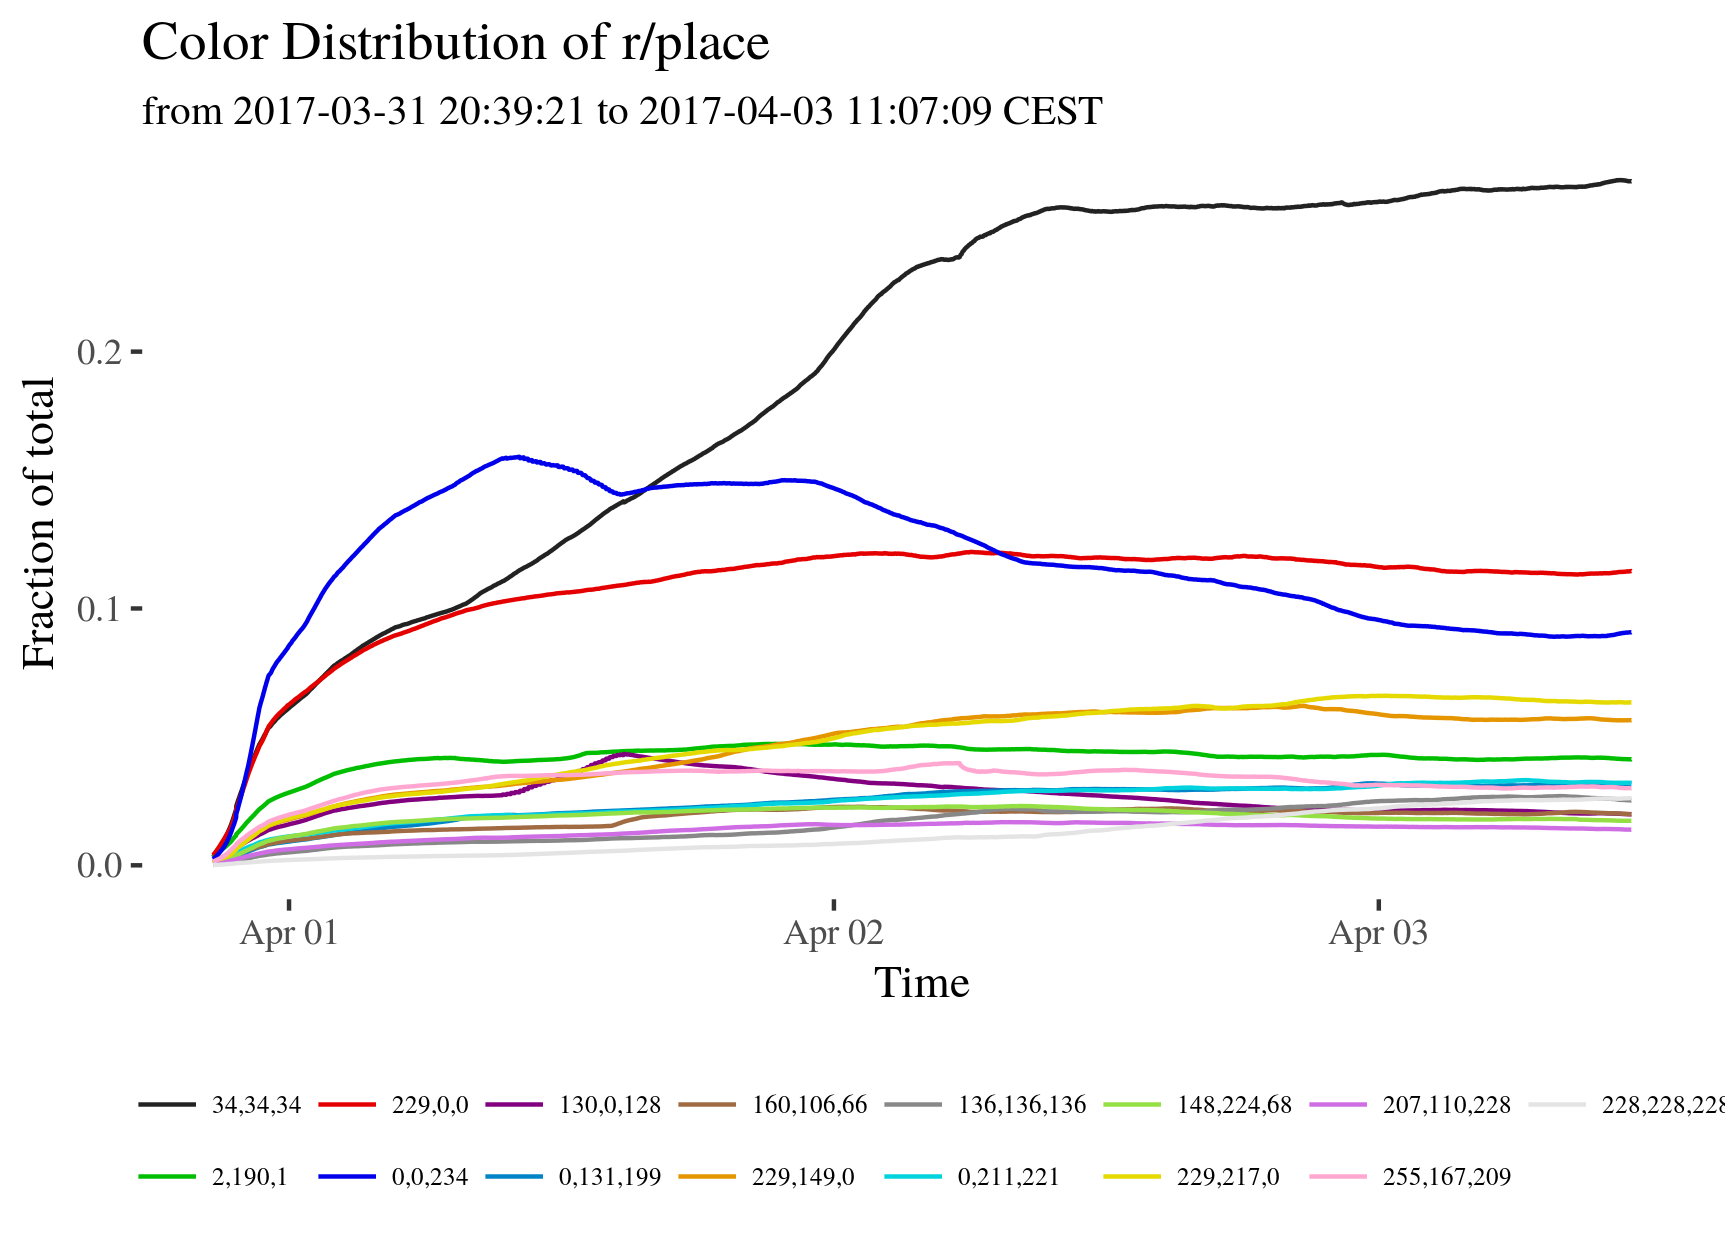 Color Distribution of r/place
from 2017-03-31 20:39:21 to 2017-04-03 11:07:09 CEST
Fraction of total
0.2
0.1
0.0
Apr 01 Apr 02 Apr 03
Time
34,34,34 229,0,0 130,0,128 160,106,66 136,136,136 148,224,68 207,110,228 228,228,228
2,190,1 0,0,234 0,131,199 229,149,0 0,211,221 229,217,0 255,167,209